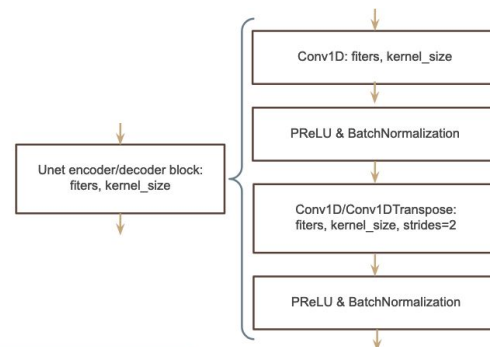 Conv1D: fiters, kernel_size
PReLU & BatchNormalization
Unet encoder/decoder block:
fiters, kernel_size
Conv1D/Conv1DTranspose:
fiters, kernel_size, strides=2
PReLU & BatchNormalization